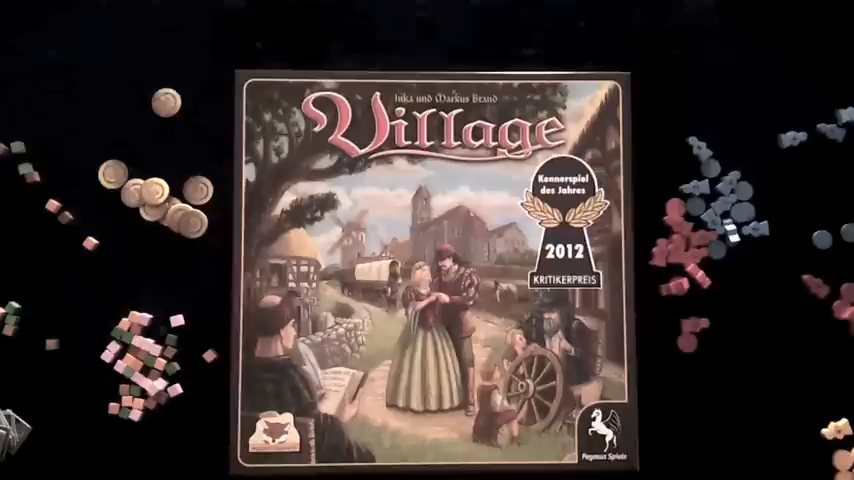 Inka und Markus Brand
Village
Kennerspiel
des Jahres
2012
KRITIKERPREIS
Pegasus Spiele